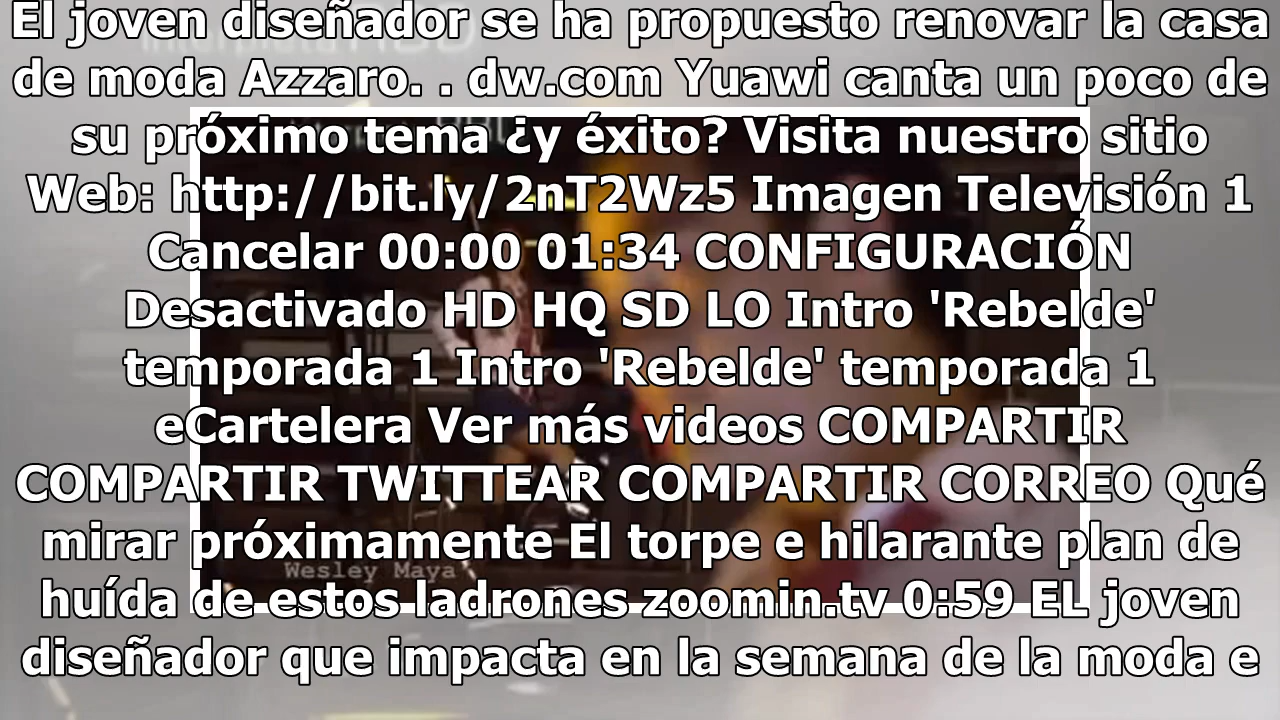 El joven diseñador se ha propuesto renovar la casa
de moda Azzaro. . dw.com Yuawi canta un poco de
su próximo tema ¿y éxito? Visita nuestro sitio
Web: http://bit.ly/2nT2Wz5 Imagen Televisión 1
Cancelar 00:00 01:34 CONFIGURACIÓN
Desactivado HD HQ SD LO Intro 'Rebelde'
temporada 1 Intro 'Rebelde' temporada 1
eCartelera Ver más videos COMPARTIR
COMPARTIR TWITTEAR COMPARTIR CORREO Qué
mirar próximamente El torpe e hilarante plan de
Wesley Maya
huída de estos ladrones zoomin.tv 0:59 EL joven
diseñador que impacta en la semana de la moda e